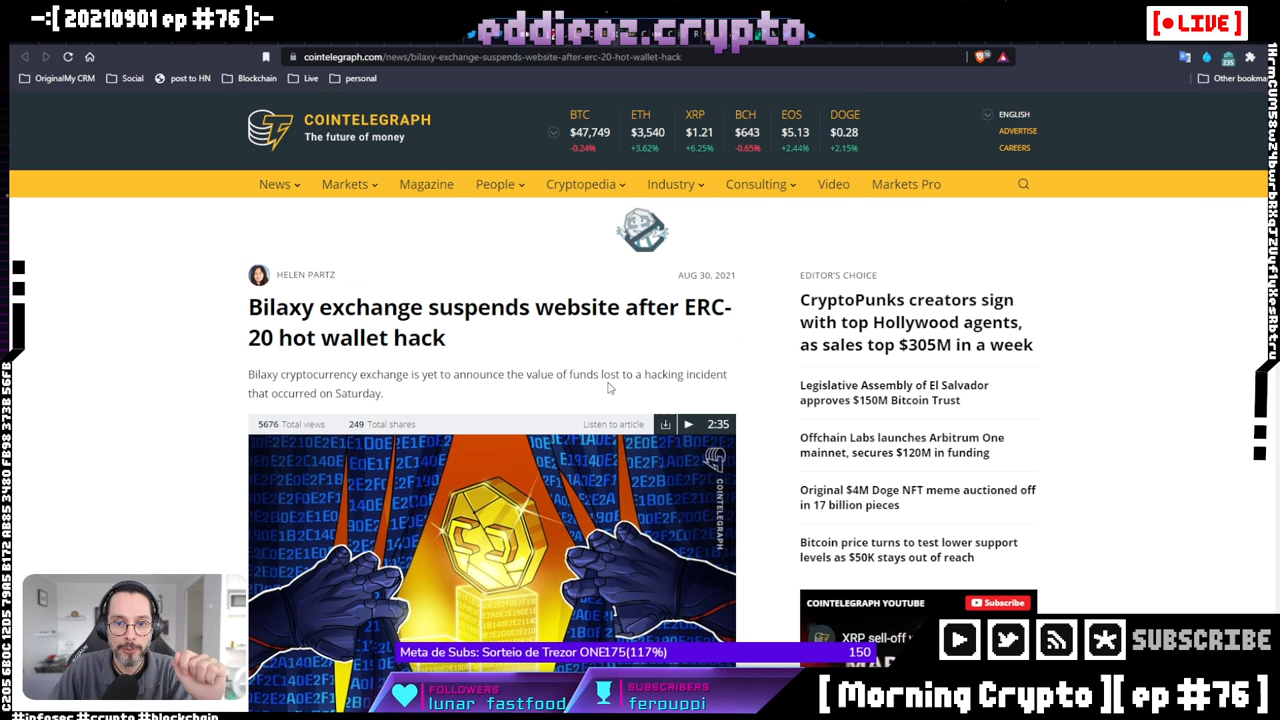 -:[ 20210901 ep #76 ]:-
eddieoz.crypto
[ • LIVE ]
cointelegraph.com/news/bilaxy-exchange-suspends-website-after-erc-20-hot-wallet-hack
OriginalMy CRM
Social
post to HN
Blockchain
Live
personal
Other bookma
COINTELEGRAPH
The future of money
BTC ETH XRP BCH EOS DOGE
$47,749 $3,540 $1.21 $643 $5.13 $0.28
-0.24% +3.62% +6.25% -0.65% +2.44% +2.15%
ENGLISH
ADVERTISE
CAREERS
News Markets Magazine People Cryptopedia Industry Consulting Video Markets Pro
HELEN PARTZ
AUG 30, 2021
Bilaxy exchange suspends website after ERC-
20 hot wallet hack
Bilaxy cryptocurrency exchange is yet to announce the value of funds lost to a hacking incident
that occurred on Saturday.
5676 Total views 249 Total shares Listen to article 2:35
COINTELEGRAPH
EDITOR'S CHOICE
CryptoPunks creators sign
with top Hollywood agents,
as sales top $305M in a week
Legislative Assembly of El Salvador
approves $150M Bitcoin Trust
Offchain Labs launches Arbitrum One
mainnet, secures $120M in funding
Original $4M Doge NFT meme auctioned off
in 17 billion pieces
Bitcoin price turns to test lower support
levels as $50K stays out of reach
COINTELEGRAPH YOUTUBE Subscribe
XRP sell-off
Meta de Subs: Sorteio de Trezor ONE175(117%) 150
FOLLOWERS
lunar_fastfood
SUBSCRIBERS
ferpuppi
SUBSCRIBE
[ Morning Crypto ][ ep #76 ]
#infosec #crypto #blockchain